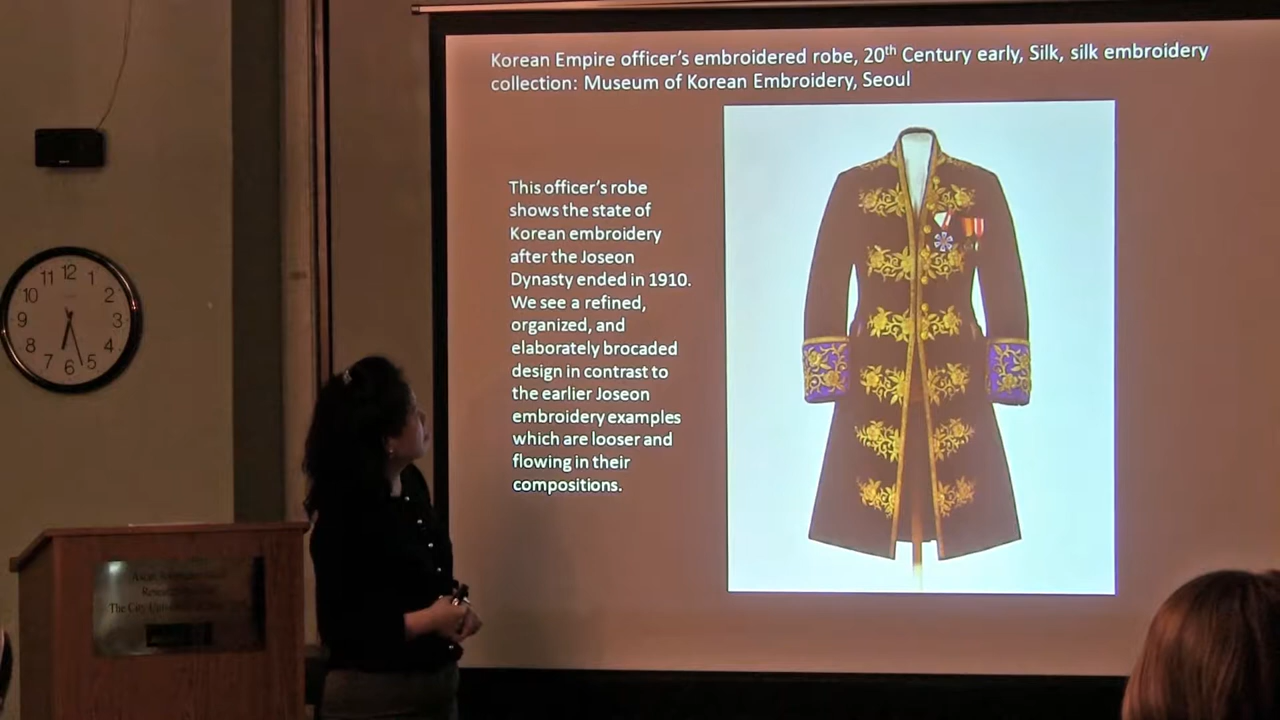 Korean Empire officer's embroidered robe, 20th Century early, Silk, silk embroidery
collection: Museum of Korean Embroidery, Seoul
This officer's robe
shows the state of
Korean embroidery
after the Joseon
Dynasty ended in 1910.
We see a refined,
organized, and
elaborately brocaded
design in contrast to
the earlier Joseon
embroidery examples
which are looser and
flowing in their
compositions.
12
1
2
3
4
5
6
7
8
9
10
11
The City